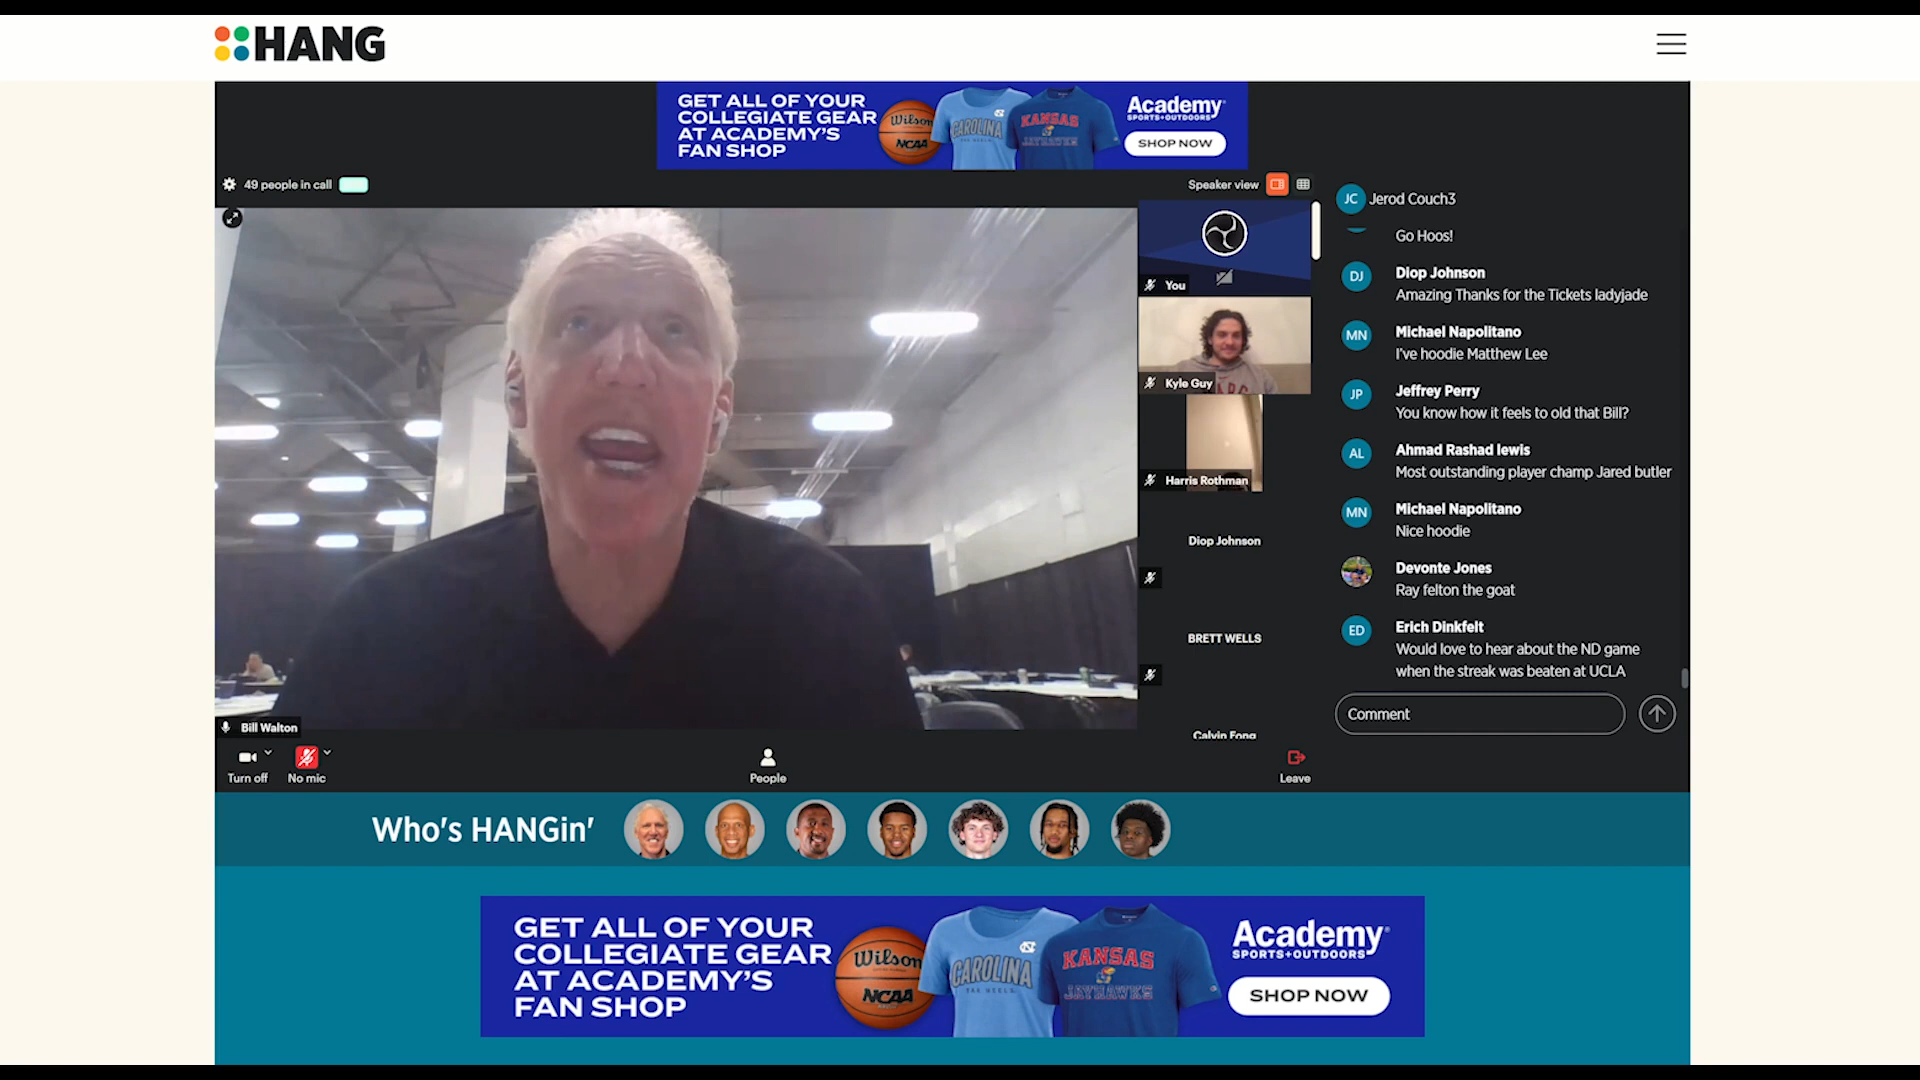 HANG
GET ALL OF YOUR
COLLEGIATE GEAR
AT ACADEMY'S
FAN SHOP
Wilson
NCAA
CAROLINA
KANSAS
JAYHAWKS
Academy
SPORTS+OUTDOORS
SHOP NOW
49 people in call
Speaker view
You
Kyle Guy
Harris Rothman
Diop Johnson
BRETT WELLS
Calvin Fong
Bill Walton
Turn off
No mic
People
Leave
JC
Jerod Couch3
Go Hoos!
DJ
Diop Johnson
Amazing Thanks for the Tickets ladyjade
MN
Michael Napolitano
I've hoodie Matthew Lee
JP
Jeffrey Perry
You know how it feels to old that Bill?
AL
Ahmad Rashad lewis
Most outstanding player champ Jared butler
MN
Michael Napolitano
Nice hoodie
Devonte Jones
Ray felton the goat
ED
Erich Dinkfelt
Would love to hear about the ND game
when the streak was beaten at UCLA
Comment
Who's HANGin'
GET ALL OF YOUR
COLLEGIATE GEAR
AT ACADEMY'S
FAN SHOP
Wilson
NCAA
CAROLINA
TAR HEELS
KANSAS
JAYHAWKS
Academy
SPORTS+OUTDOORS
SHOP NOW